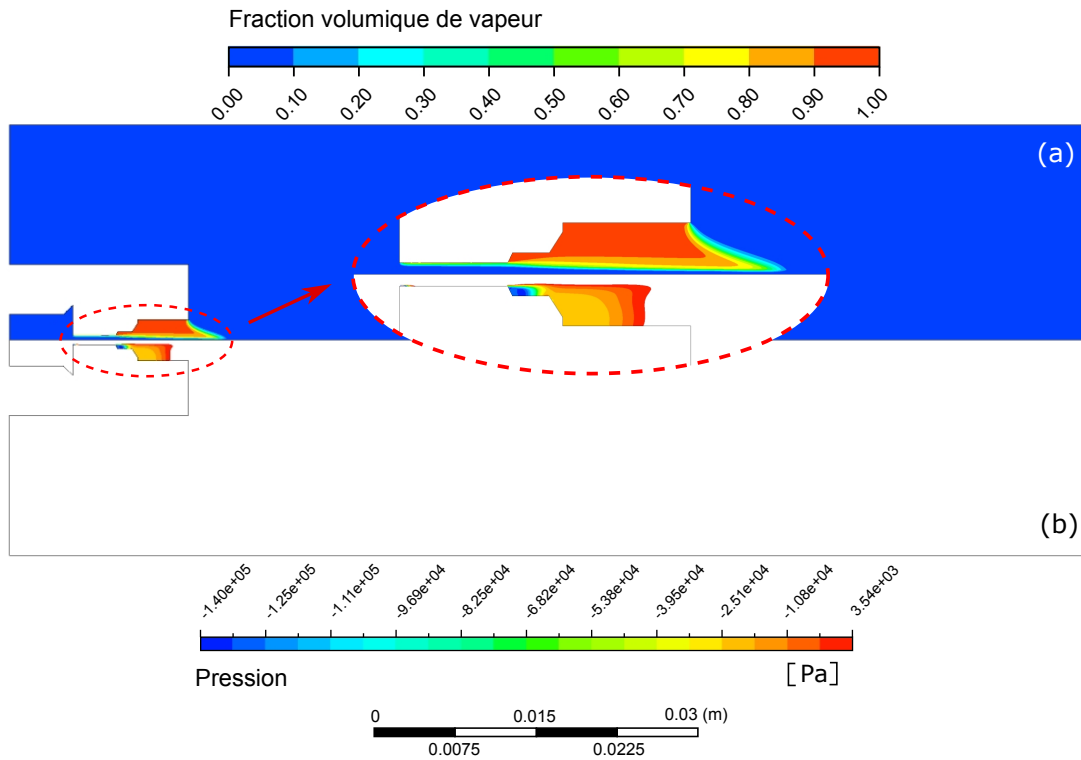 Fraction volumique de vapeur
0.00 0.10 0.20 0.30 0.40 0.50 0.60 0.70 0.80 0.90 1.00
(a)
(b)
-1.40e+05 -1.25e+05 -1.11e+05 -9.69e+04 -8.25e+04 -6.82e+04 -5.38e+04 -3.95e+04 -2.51e+04 -1.08e+04 3.54e+03
Pression [Pa]
0 0.015 0.03 (m)
0.0075 0.0225